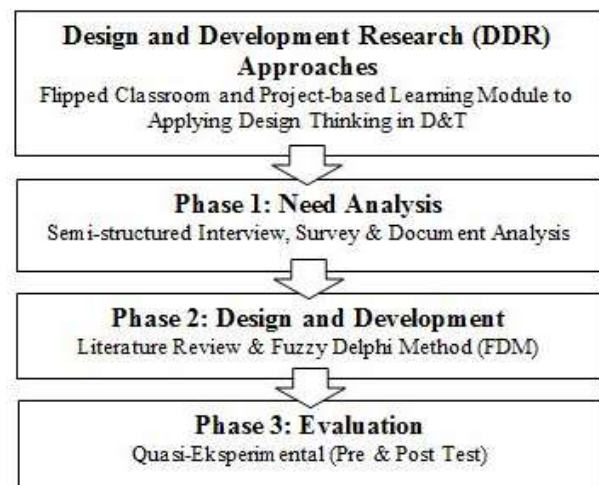 Design and Development Research (DDR)
Approaches
Flipped Classroom and Project-based Learning Module to
Applying Design Thinking in D&T
Phase 1: Need Analysis
Semi-structured Interview, Survey & Document Analysis
Phase 2: Design and Development
Literature Review & Fuzzy Delphi Method (FDM)
Phase 3: Evaluation
Quasi-Eksperimental (Pre & Post Test)